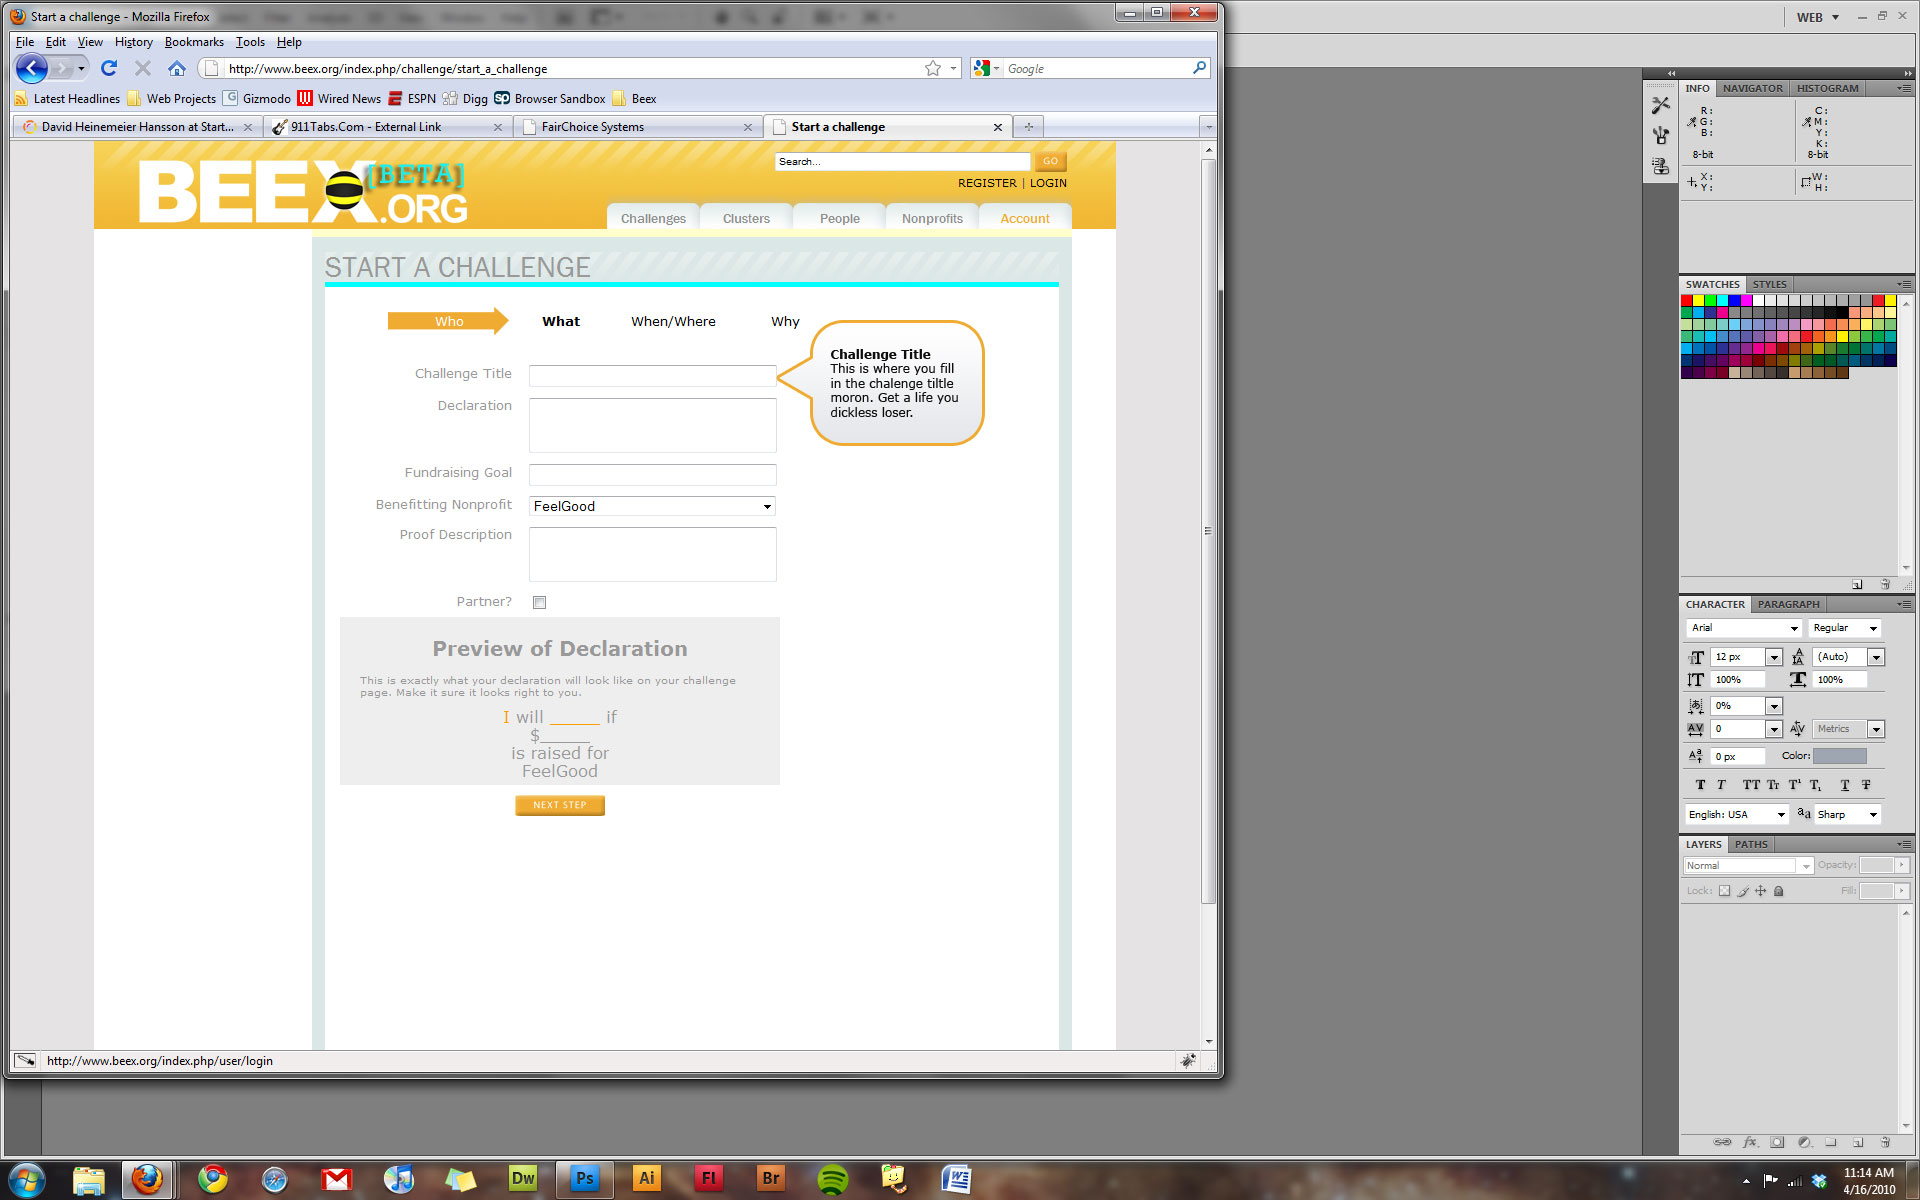 Start a challenge - Mozilla Firefox
File Edit View History Bookmarks Tools Help
http://www.beex.org/index.php/challenge/start_a_challenge
Google
Latest Headlines Web Projects Gizmodo Wired News ESPN Digg Browser Sandbox Beex
David Heinemeier Hansson at Start...
911Tabs.Com - External Link
FairChoice Systems
Start a challenge
BEEX.ORG
[BETA]
Search...
GO
REGISTER | LOGIN
Challenges Clusters People Nonprofits Account
START A CHALLENGE
Who What When/Where Why
Challenge Title
Declaration
Fundraising Goal
Benefitting Nonprofit FeelGood
Proof Description
Partner?
Challenge Title
This is where you fill
in the chalenge tiltle
moron. Get a life you
dickless loser.
Preview of Declaration
This is exactly what your declaration will look like on your challenge
page. Make it sure it looks right to you.
I will ______ if
$______
is raised for
FeelGood
NEXT STEP
http://www.beex.org/index.php/user/login
WEB
INFO NAVIGATOR HISTOGRAM
R: C:
G: M:
B: Y:
K:
8-bit 8-bit
X: W:
Y: H:
SWATCHES STYLES
CHARACTER PARAGRAPH
Arial Regular
12 px (Auto)
100% 100%
0%
0 Metrics
0 px Color:
English: USA aa Sharp
LAYERS PATHS
Normal Opacity:
Lock: Fill:
Dw Ps Ai Fl Br
11:14 AM
4/16/2010